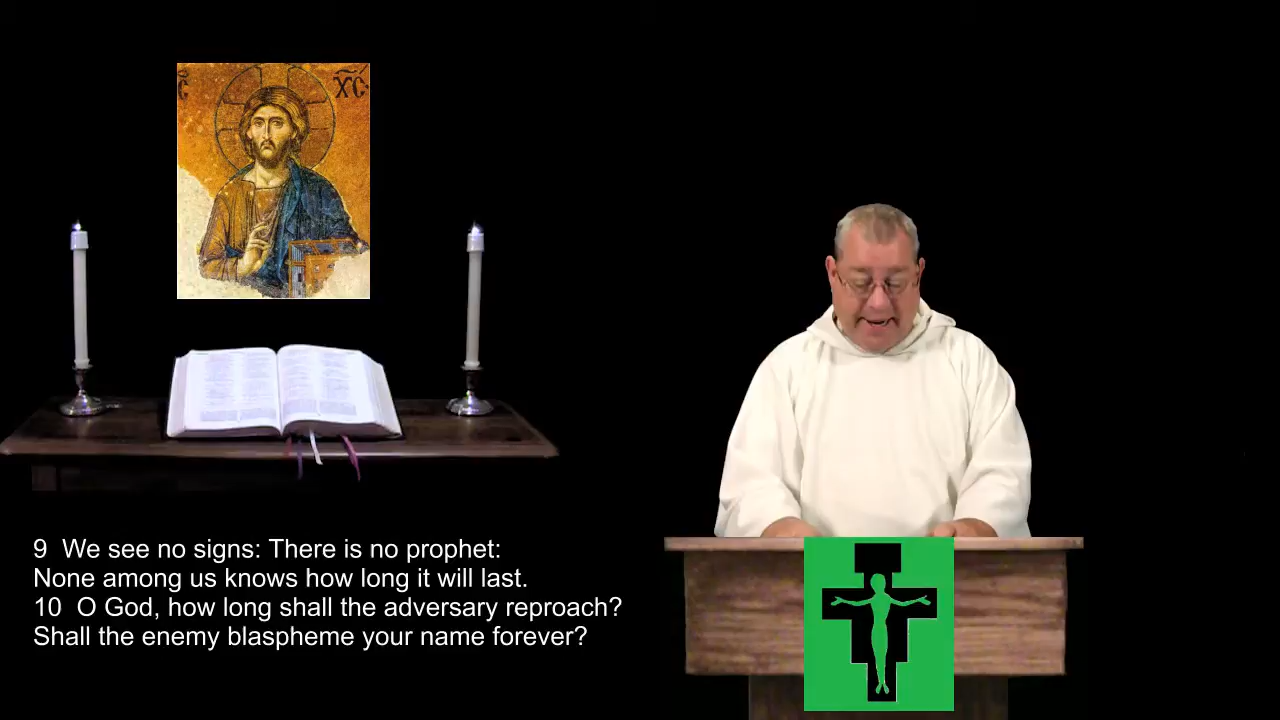 XC
9  We see no signs: There is no prophet:
None among us knows how long it will last.
10  O God, how long shall the adversary reproach?
Shall the enemy blaspheme your name forever?